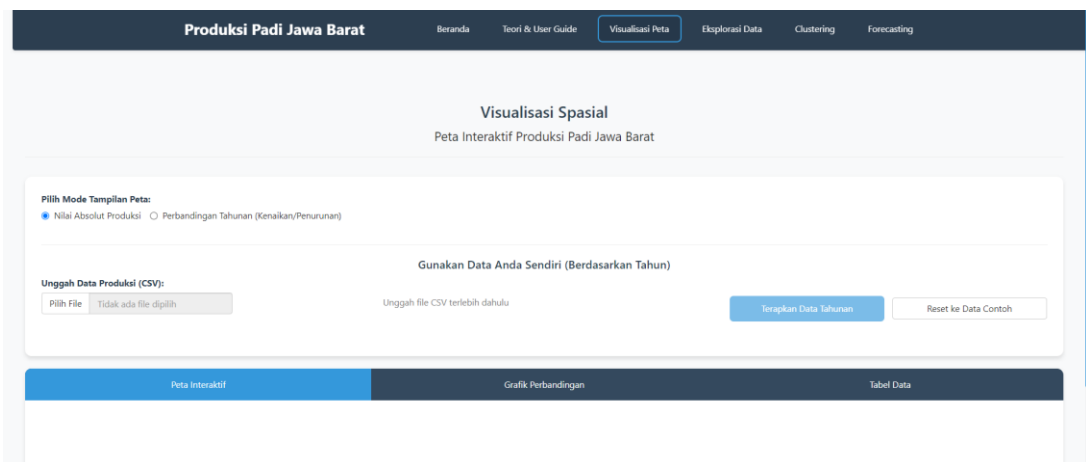 Produksi Padi Jawa Barat Beranda Teori & User Guide Visualisasi Peta Eksplorasi Data Clustering Forecasting
Visualisasi Spasial
Peta Interaktif Produksi Padi Jawa Barat
Pilih Mode Tampilan Peta:
Nilai Absolut Produksi Perbandingan Tahunan (Kenaikan/Penurunan)
Gunakan Data Anda Sendiri (Berdasarkan Tahun)
Unggah Data Produksi (CSV):
Pilih File Tidak ada file dipilih Unggah file CSV terlebih dahulu Terapkan Data Tahunan Reset ke Data Contoh
Peta Interaktif Grafik Perbandingan Tabel Data